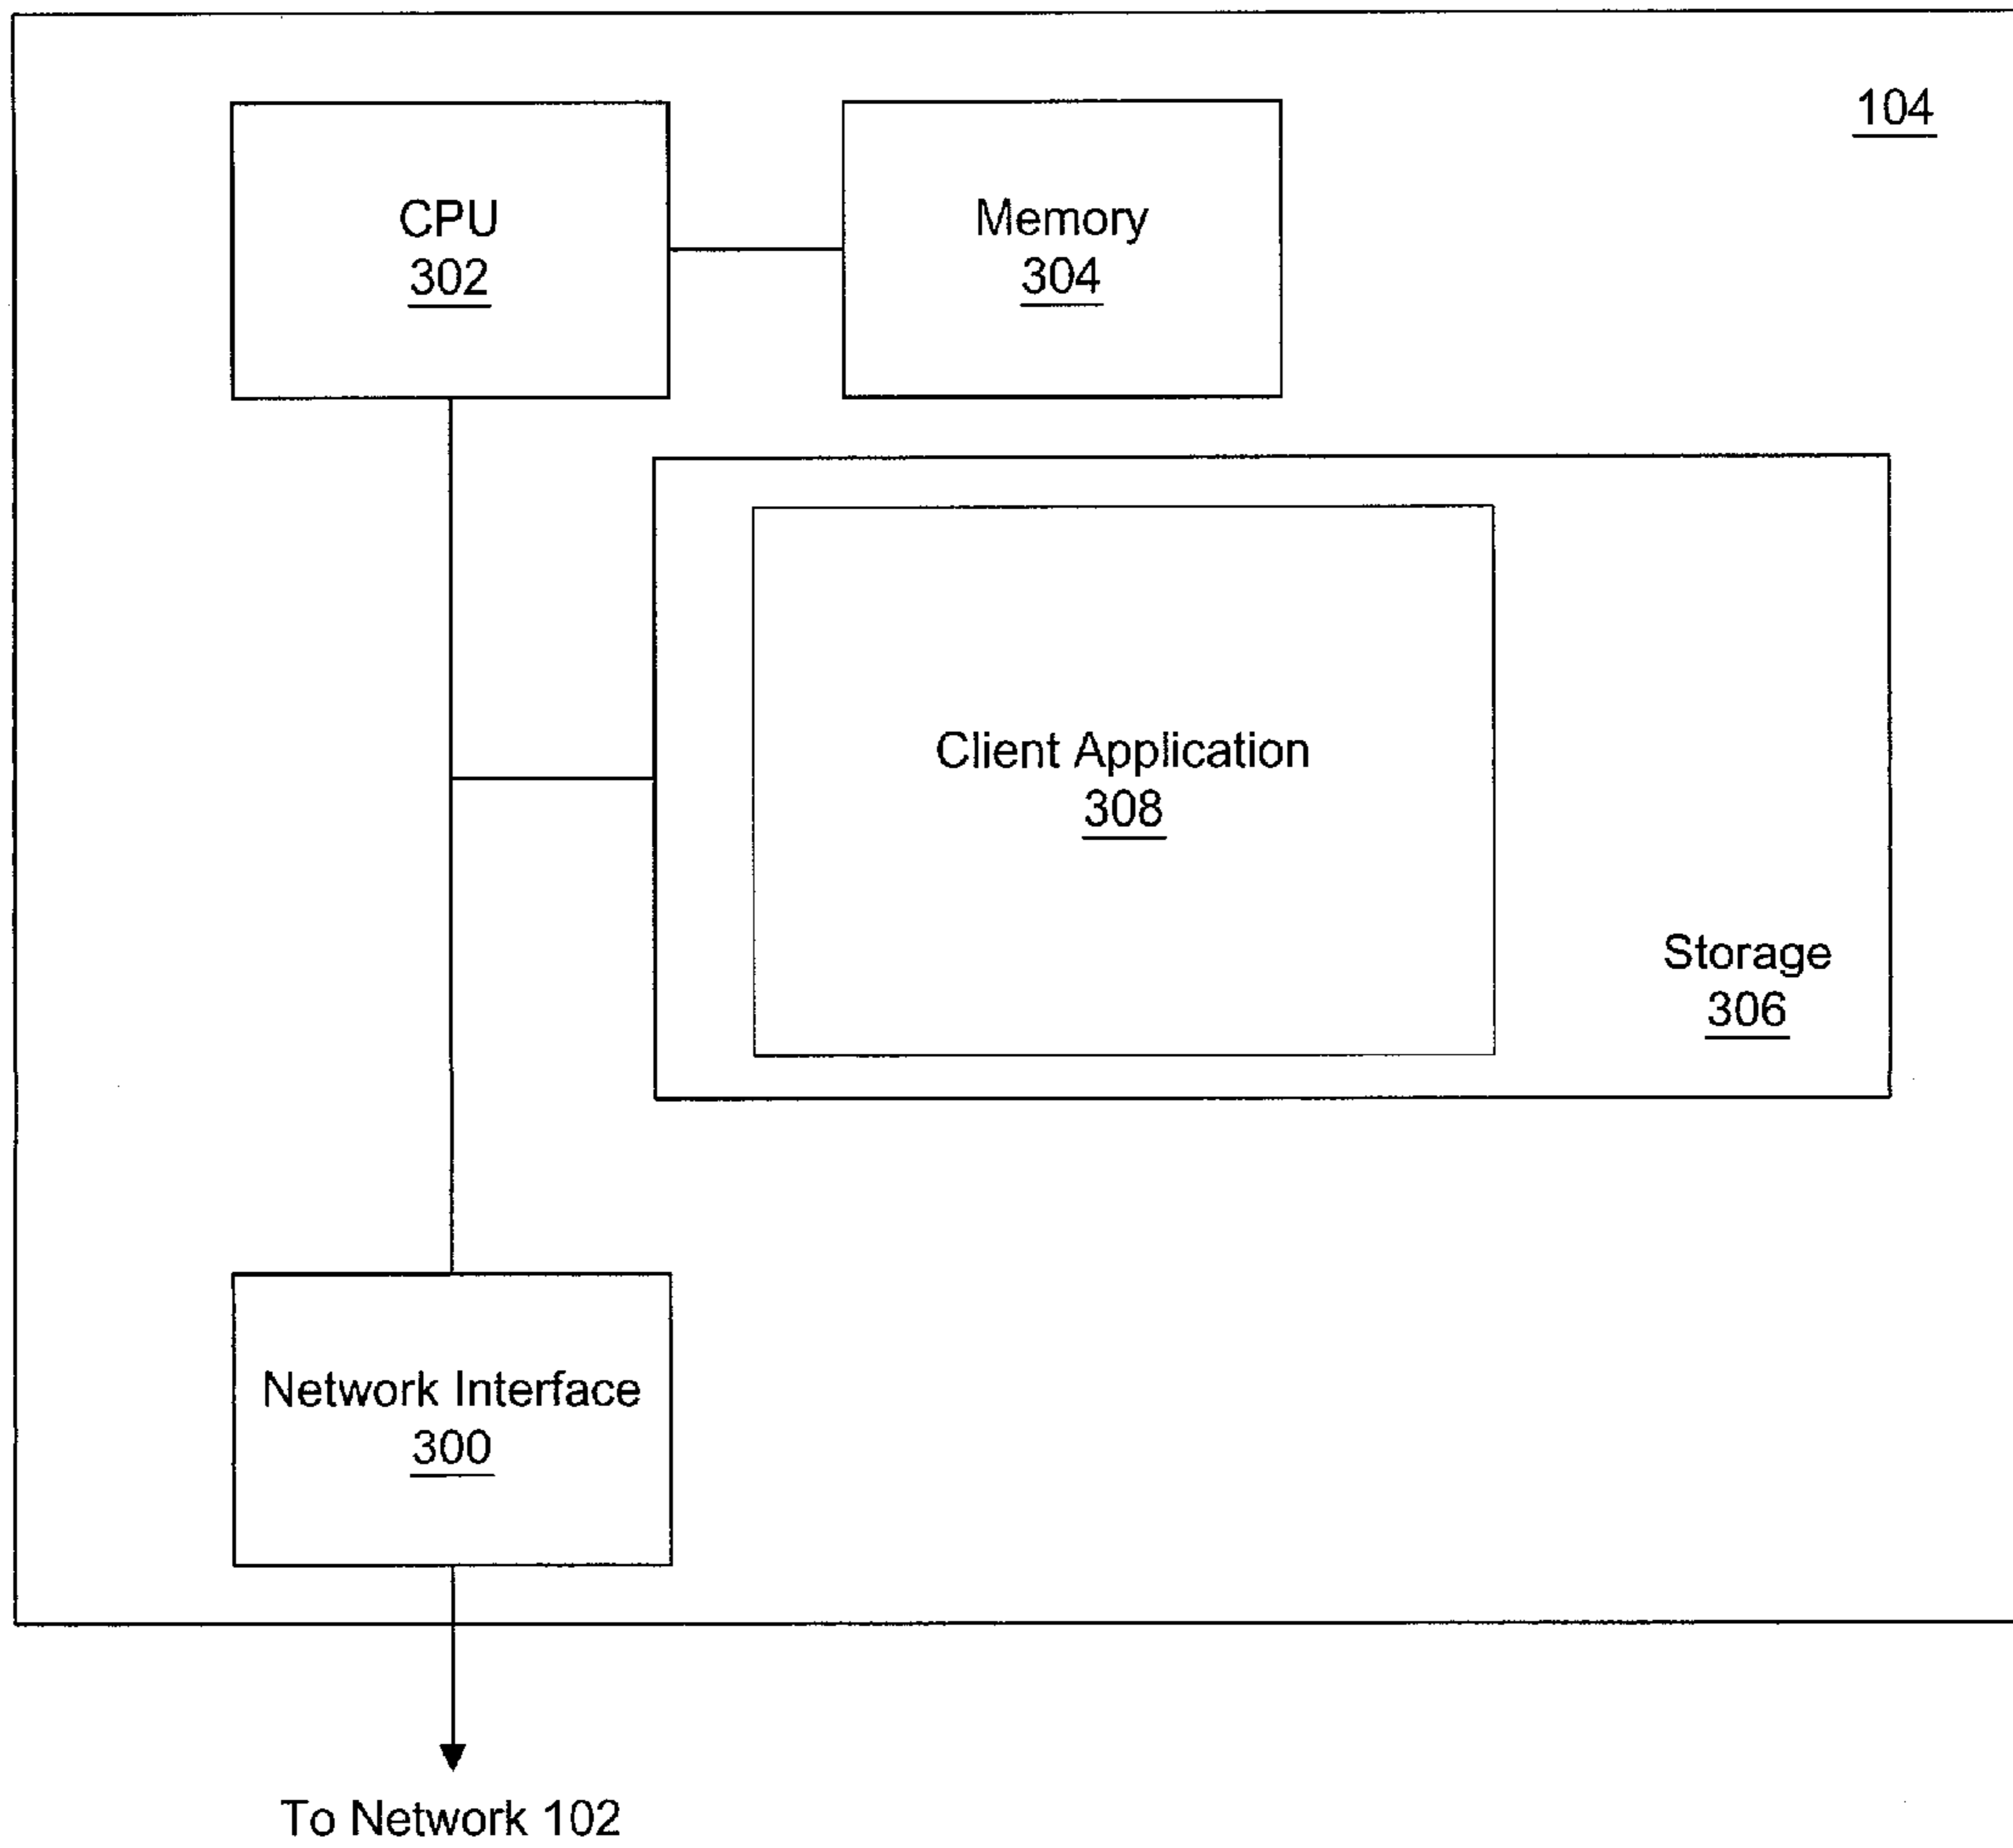 104
CPU
302
Memory
304
Client Application
308
Storage
306
Network Interface
300
To Network 102